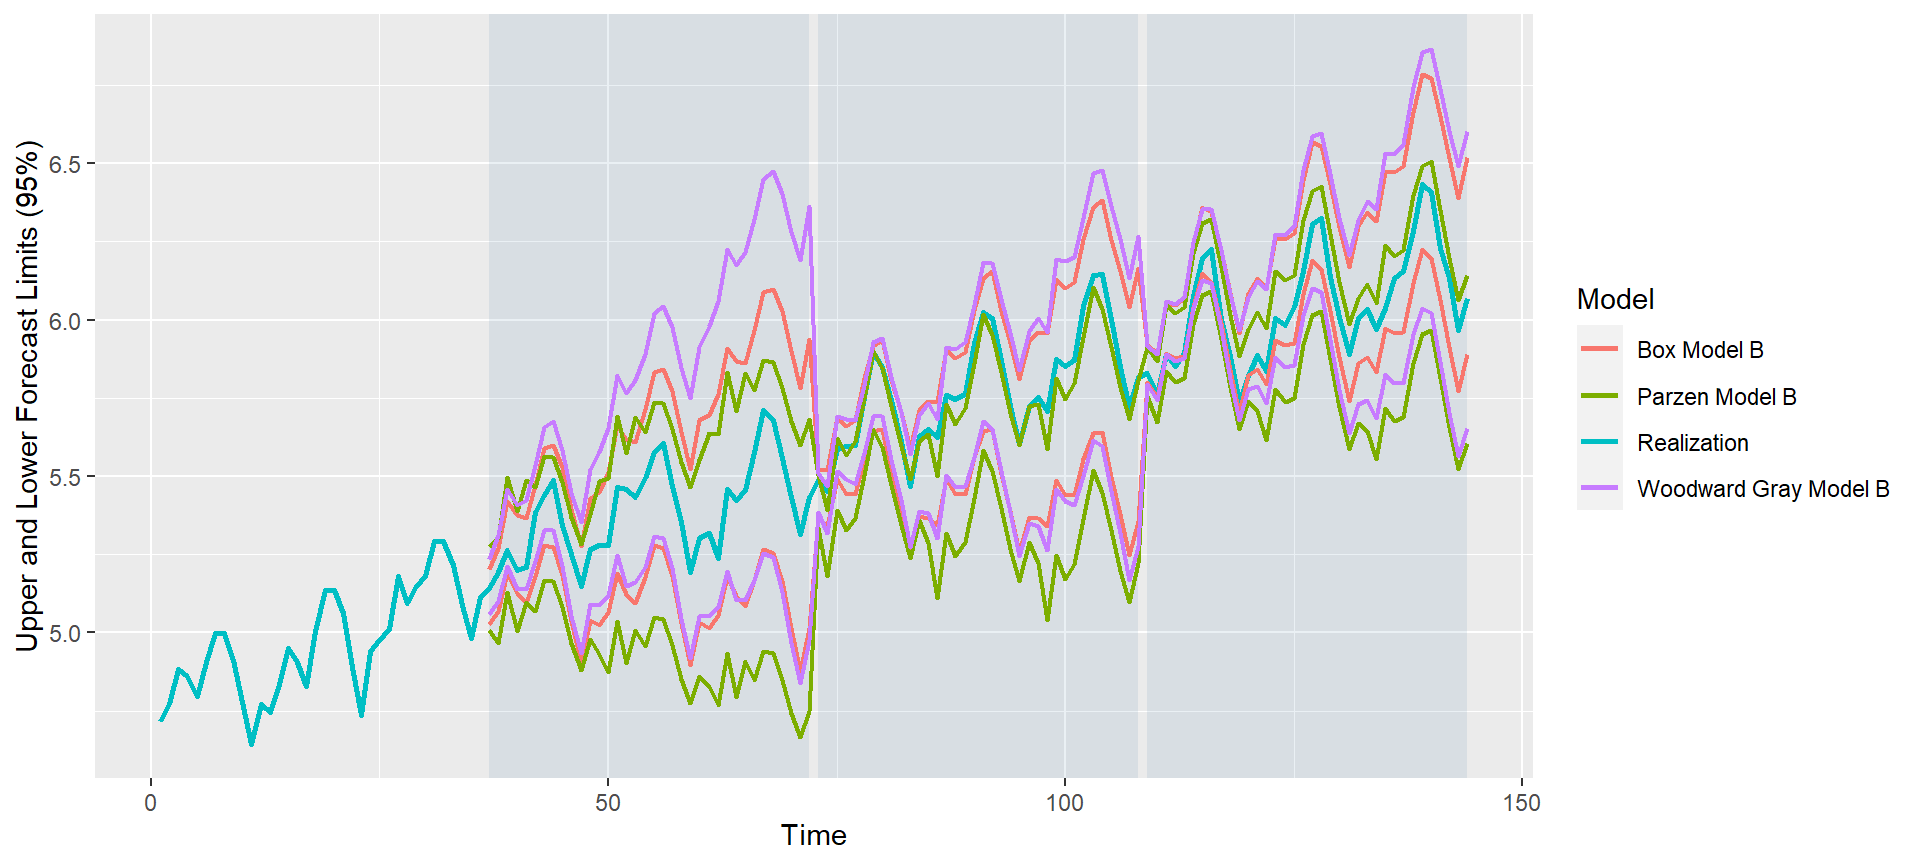 Upper and Lower Forecast Limits (95%)
6.5
6.0
5.5
5.0
0
50
100
150
Time
Model
Box Model B
Parzen Model B
Realization
Woodward Gray Model B